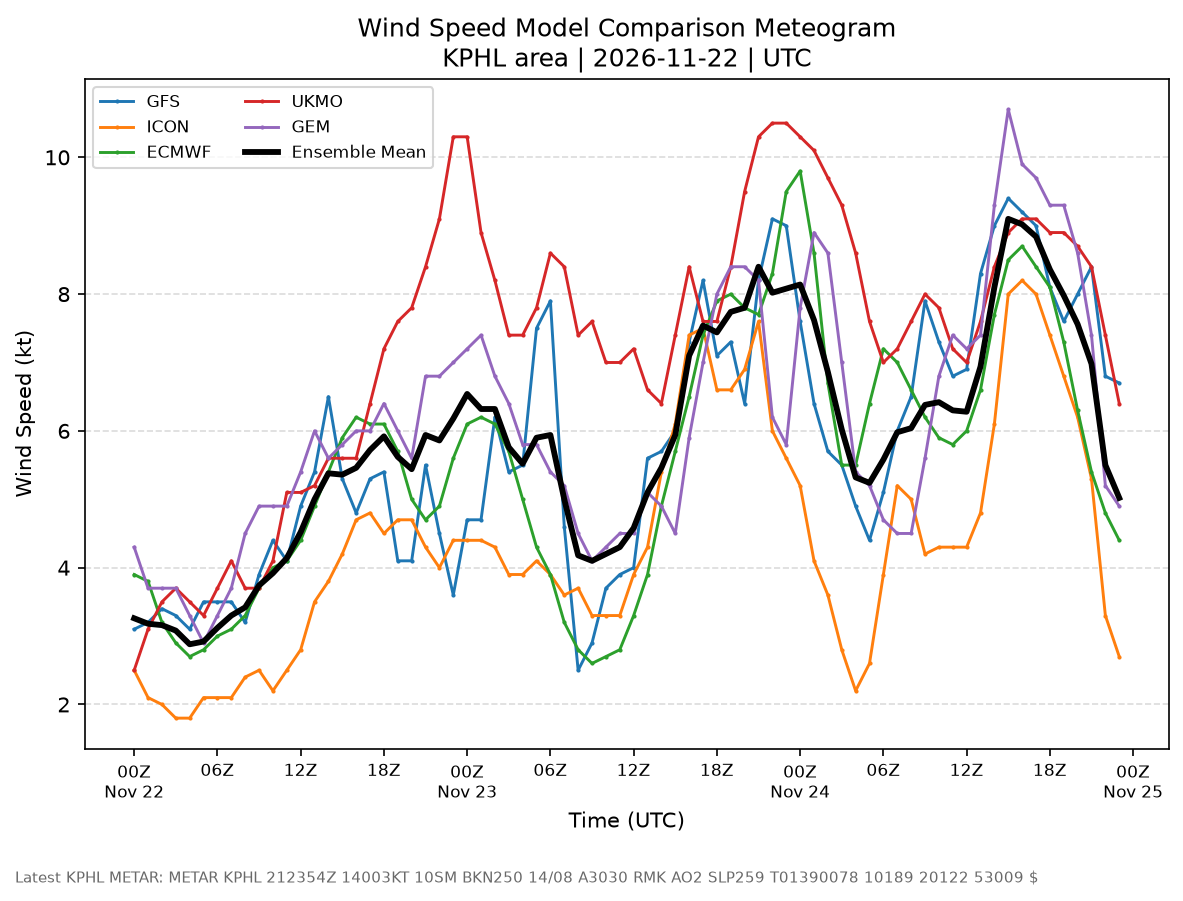 Wind Speed Model Comparison Meteogram
KPHL area | 2026-11-22 | UTC
GFS
ICON
ECMWF
UKMO
GEM
Ensemble Mean
Wind Speed (kt)
10
8
6
4
2
00Z 06Z 12Z 18Z 00Z 06Z 12Z 18Z 00Z 06Z 12Z 18Z 00Z
Nov 22 Nov 23 Nov 24 Nov 25
Time (UTC)
Latest KPHL METAR: METAR KPHL 212354Z 14003KT 10SM BKN250 14/08 A3030 RMK AO2 SLP259 T01390078 10189 20122 53009 $